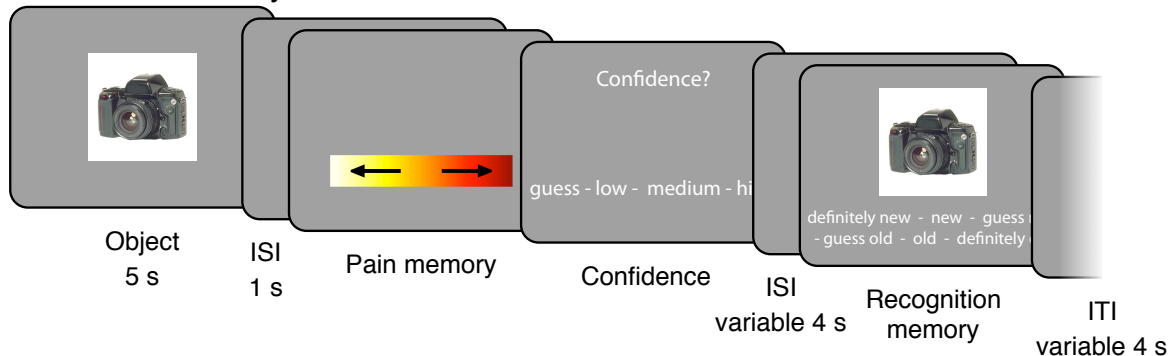 Confidence?
guess - low - medium - hi
definitely new - new - guess
- guess old - old - definitely
Object
5 s
ISI
1 s
Pain memory
Confidence
ISI
variable 4 s
Recognition
memory
ITI
variable 4 s